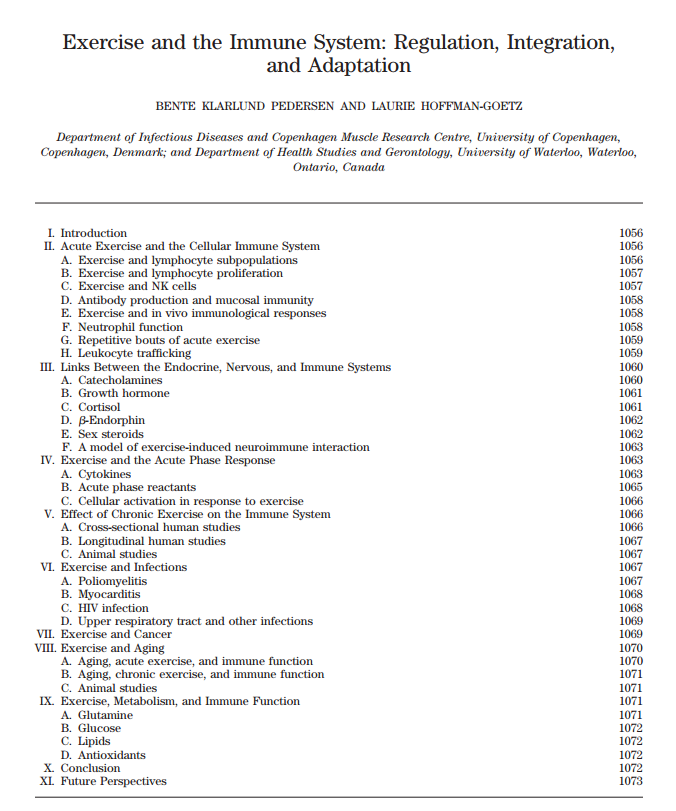 Exercise and the Immune System: Regulation, Integration,
and Adaptation
BENTE KLARLUND PEDERSEN AND LAURIE HOFFMAN-GOETZ
Department of Infectious Diseases and Copenhagen Muscle Research Centre, University of Copenhagen,
Copenhagen, Denmark; and Department of Health Studies and Gerontology, University of Waterloo, Waterloo,
Ontario, Canada
I. Introduction 1056
II. Acute Exercise and the Cellular Immune System 1056
A. Exercise and lymphocyte subpopulations 1056
B. Exercise and lymphocyte proliferation 1057
C. Exercise and NK cells 1057
D. Antibody production and mucosal immunity 1058
E. Exercise and in vivo immunological responses 1058
F. Neutrophil function 1058
G. Repetitive bouts of acute exercise 1059
H. Leukocyte trafficking 1059
III. Links Between the Endocrine, Nervous, and Immune Systems 1060
A. Catecholamines 1060
B. Growth hormone 1061
C. Cortisol 1061
D. β-Endorphin 1062
E. Sex steroids 1062
F. A model of exercise-induced neuroimmune interaction 1063
IV. Exercise and the Acute Phase Response 1063
A. Cytokines 1063
B. Acute phase reactants 1065
C. Cellular activation in response to exercise 1066
V. Effect of Chronic Exercise on the Immune System 1066
A. Cross-sectional human studies 1066
B. Longitudinal human studies 1067
C. Animal studies 1067
VI. Exercise and Infections 1067
A. Poliomyelitis 1067
B. Myocarditis 1068
C. HIV infection 1068
D. Upper respiratory tract and other infections 1069
VII. Exercise and Cancer 1069
VIII. Exercise and Aging 1070
A. Aging, acute exercise, and immune function 1070
B. Aging, chronic exercise, and immune function 1071
C. Animal studies 1071
IX. Exercise, Metabolism, and Immune Function 1071
A. Glutamine 1071
B. Glucose 1072
C. Lipids 1072
D. Antioxidants 1072
X. Conclusion 1072
XI. Future Perspectives 1073